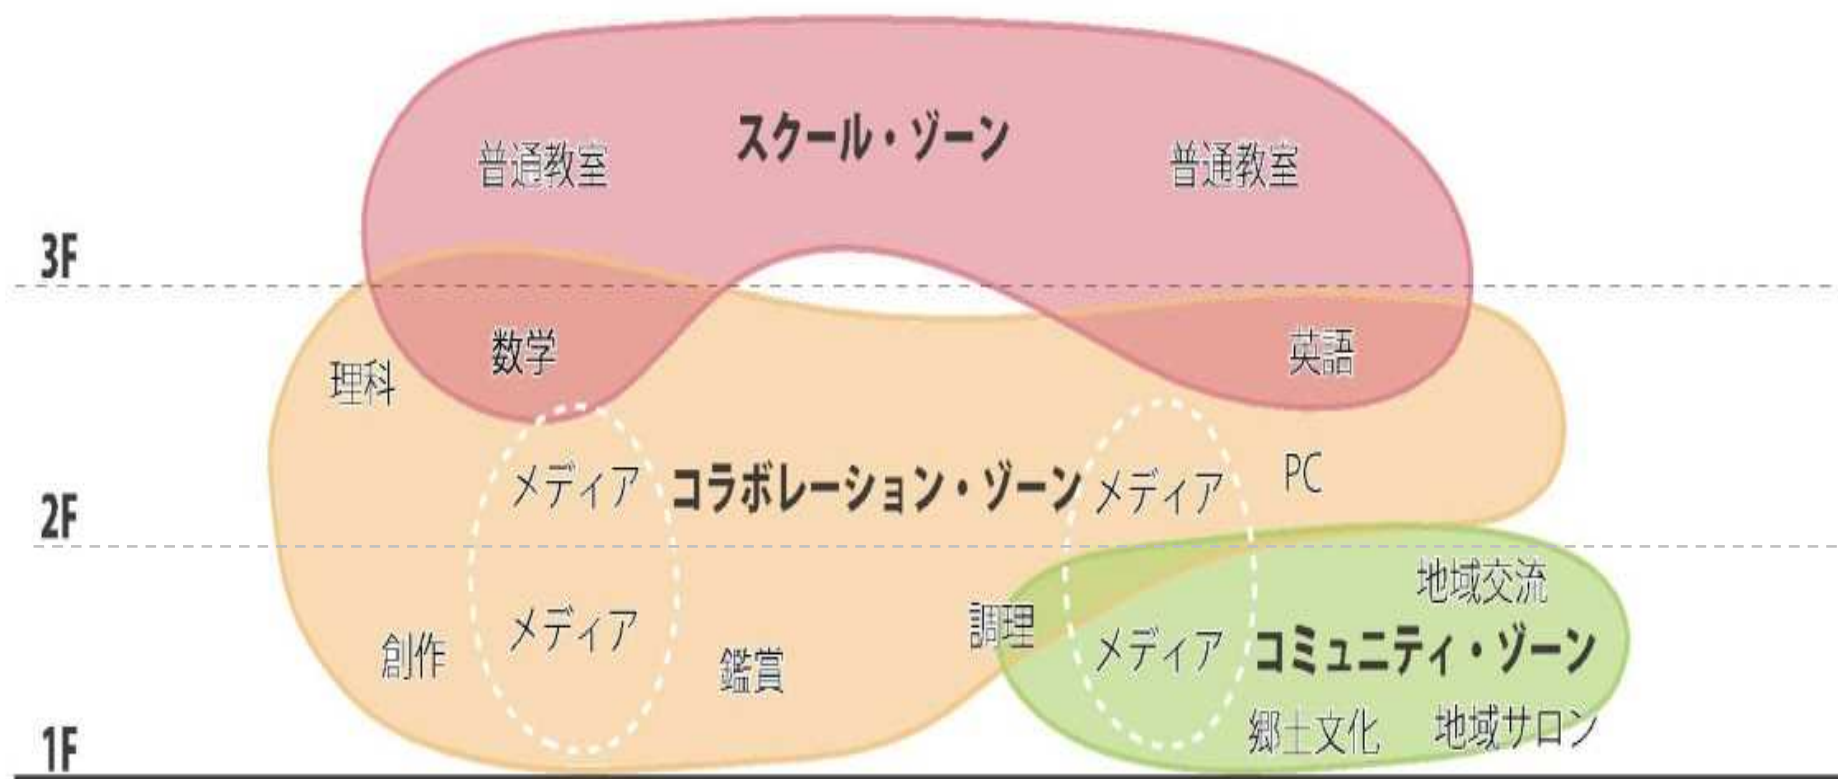 スクール・ゾーン
普通教室
普通教室
3F
数学
英語
理科
メディア
コラボレーション・ゾーン
メディア
PC
2F
地域交流
調理
メディア
創作
鑑賞
メディア
コミュニティ・ゾーン
郷土文化
地域サロン
1F